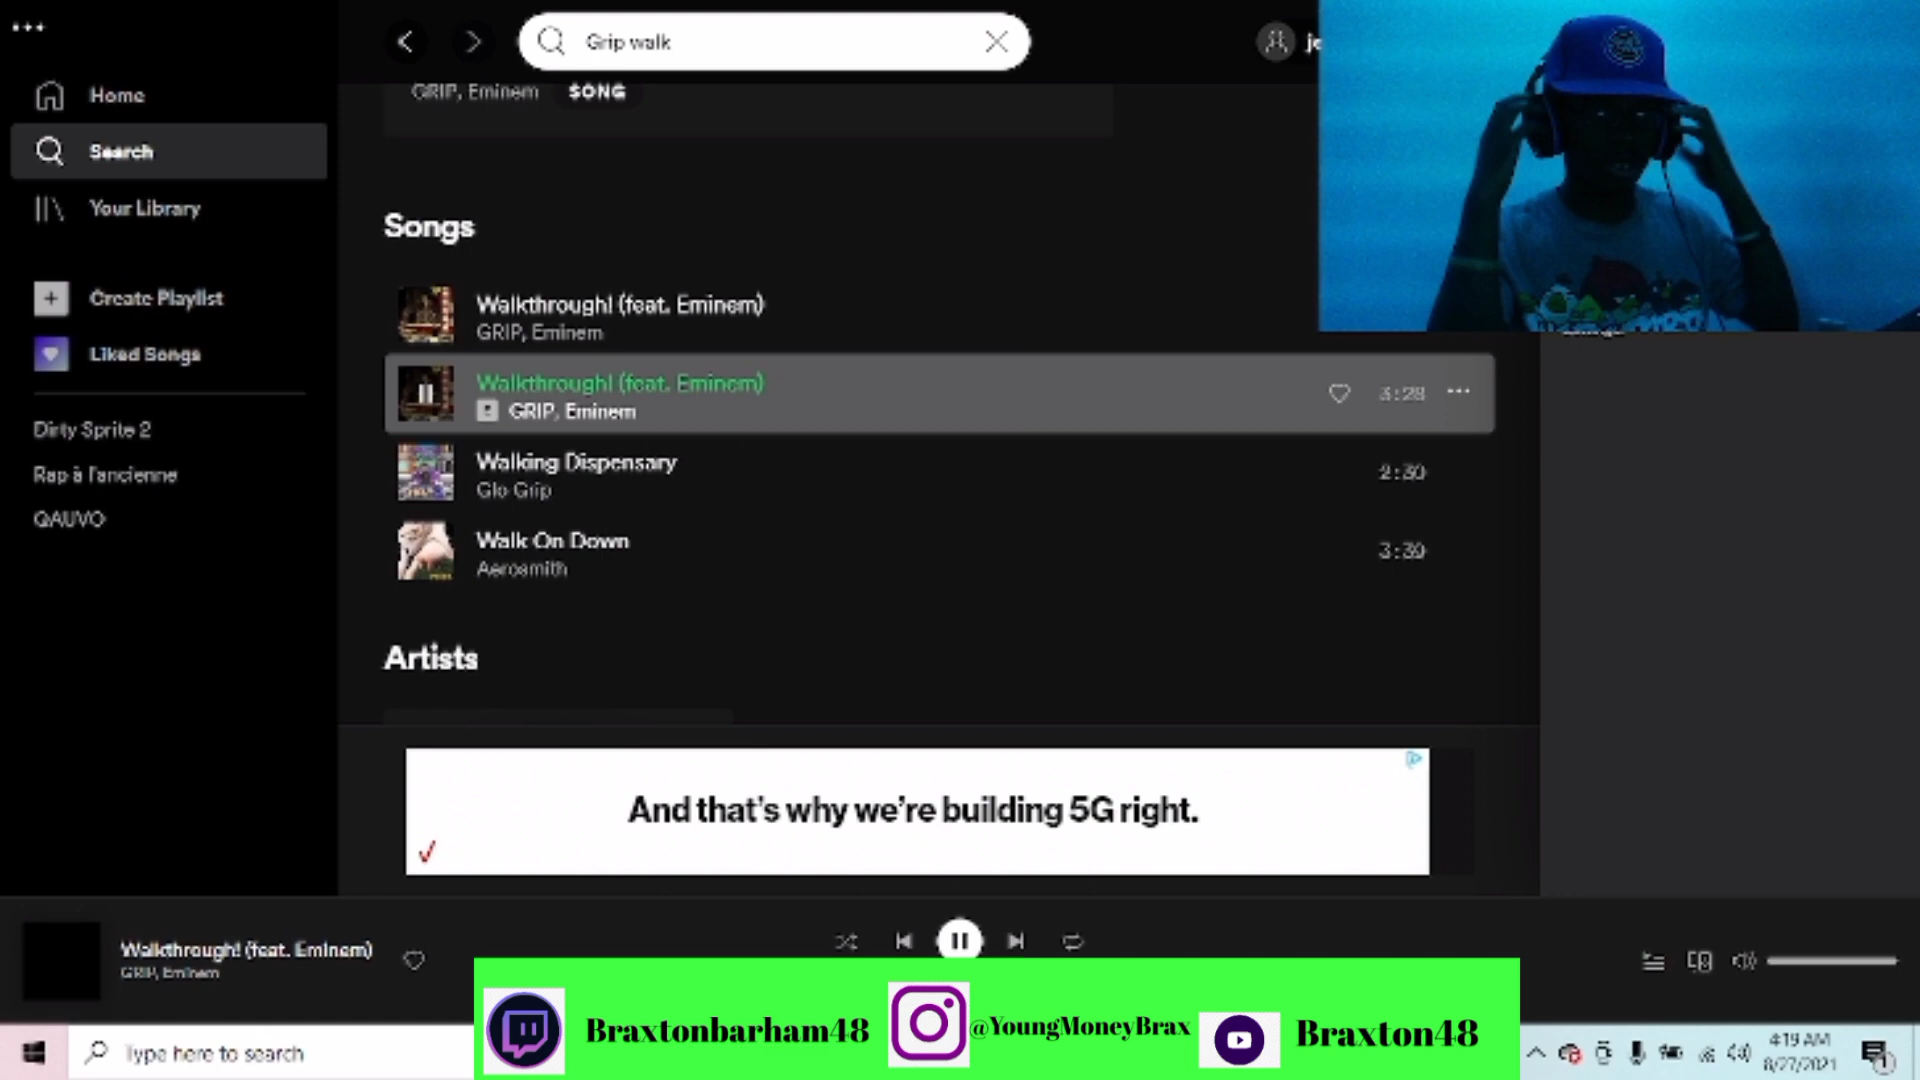 Grip walk
je
Home
Search
Your Library
Create Playlist
Liked Songs
Dirty Sprite 2
Rap à l'ancienne
QAUVO
GRIP, Eminem SONG
Songs
Walkthrough! (feat. Eminem)
GRIP, Eminem
Walkthrough! (feat. Eminem)
E GRIP, Eminem
3:28
Walking Dispensary
Glo Grip
2:30
Walk On Down
Aerosmith
3:39
Artists
And that's why we're building 5G right.
Walkthrough! (feat. Eminem)
GRIP, Eminem
Braxtonbarham48
@YoungMoneyBrax
Braxton48
Type here to search
4:19 AM
8/27/2021
1